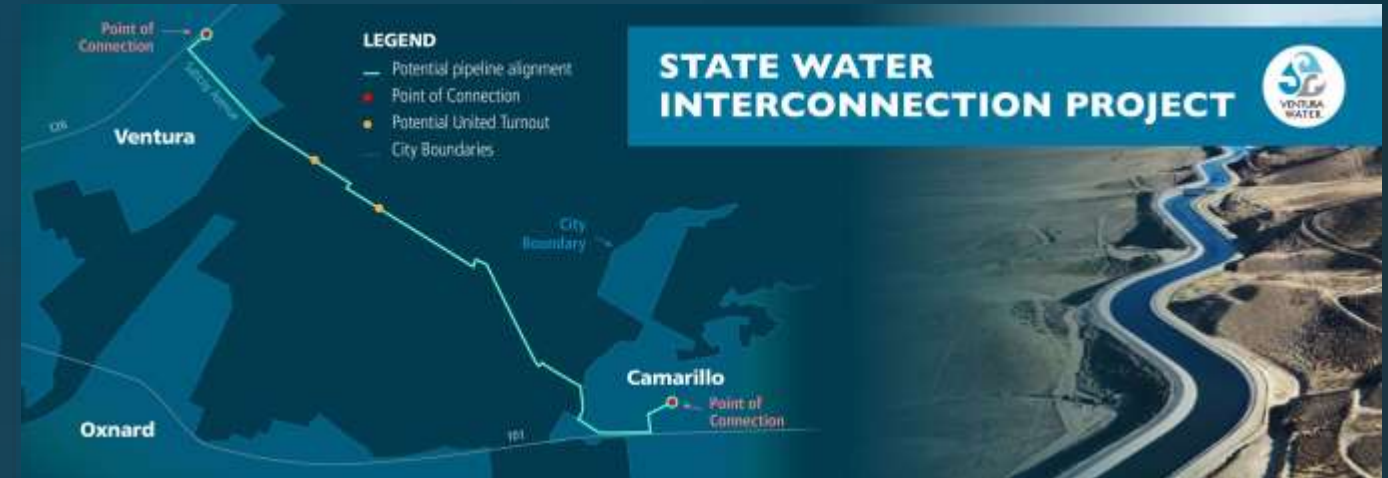 Point of
Connection
LEGEND
Potential pipeline alignment
Point of Connection
Potential United Turnout
City Boundaries
STATE WATER
INTERCONNECTION PROJECT
VENTURA
WATER
126
Ventura
City
Boundary
Camarillo
Point of
Connection
101
Oxnard